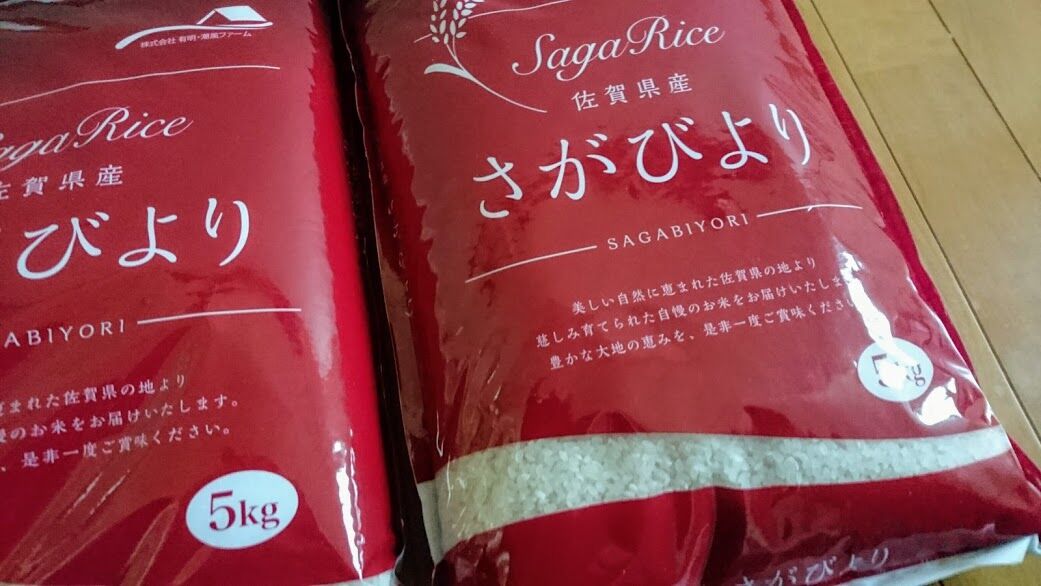 株式会社 有明・潮風ファーム
aga Rice
佐賀県産
びより
ABIYORI
まれた佐賀県の地より
のお米をお届けいたします。
、是非一度ご賞味ください。
5kg
Saga Rice
佐賀県産
さがびより
SAGABIYORI
美しい自然に恵まれた佐賀県の地より
慈しみ育てられた自慢のお米をお届けいたしま
豊かな大地の恵みを、是非一度ご賞味くださ
5kg
さがびより